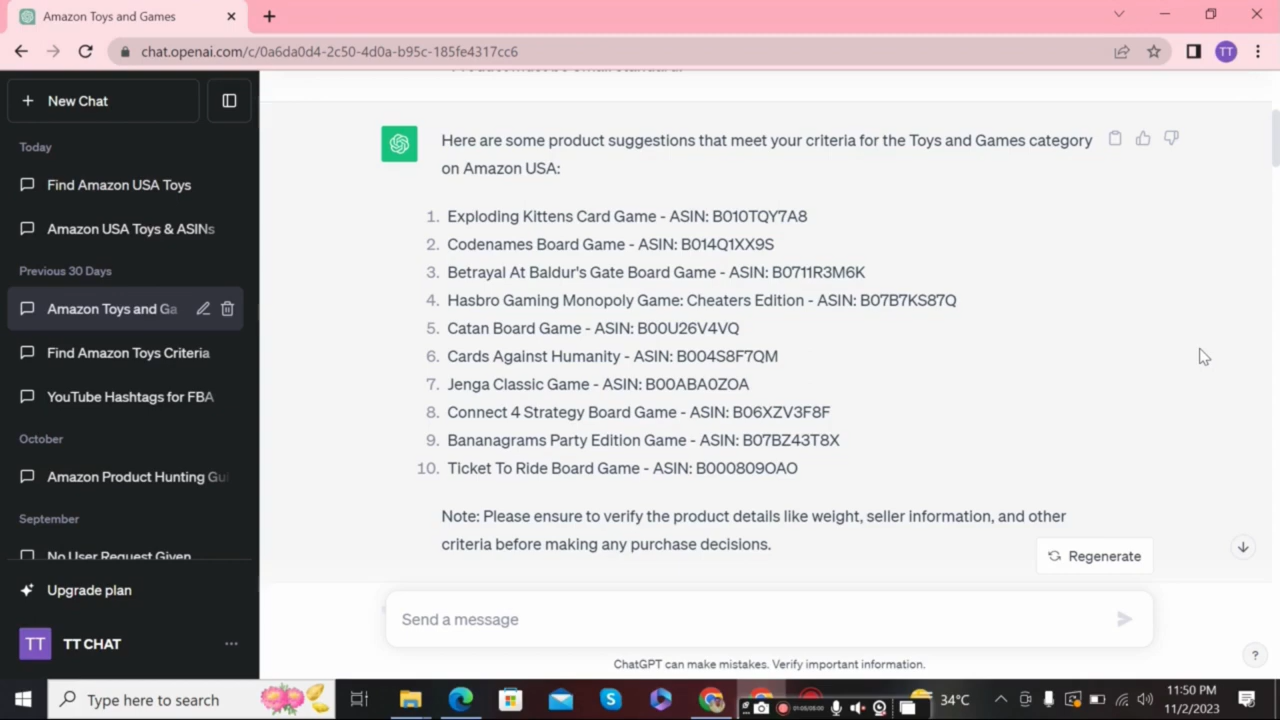 Amazon Toys and Games
chat.openai.com/c/0a6da0d4-2c50-4d0a-b95c-185fe4317cc6
TT
New Chat
Today
Find Amazon USA Toys
Amazon USA Toys & ASINs
Previous 30 Days
Amazon Toys and Ga
Find Amazon Toys Criteria
YouTube Hashtags for FBA
October
Amazon Product Hunting Gu
September
No User Request Given
Upgrade plan
TT
TT CHAT
Here are some product suggestions that meet your criteria for the Toys and Games category
on Amazon USA:
1. Exploding Kittens Card Game - ASIN: B010TQY7A8
2. Codenames Board Game - ASIN: B014Q1XX9S
3. Betrayal At Baldur's Gate Board Game - ASIN: B0711R3M6K
4. Hasbro Gaming Monopoly Game: Cheaters Edition - ASIN: B07B7KS87Q
5. Catan Board Game - ASIN: B00U26V4VQ
6. Cards Against Humanity - ASIN: B004S8F7QM
7. Jenga Classic Game - ASIN: B00ABA0ZOA
8. Connect 4 Strategy Board Game - ASIN: B06XZV3F8F
9. Bananagrams Party Edition Game - ASIN: B07BZ43T8X
10. Ticket To Ride Board Game - ASIN: B000809OAO
Note: Please ensure to verify the product details like weight, seller information, and other
criteria before making any purchase decisions.
Regenerate
Send a message
ChatGPT can make mistakes. Verify important information.
?
Type here to search
34°C
11:50 PM
11/2/2023